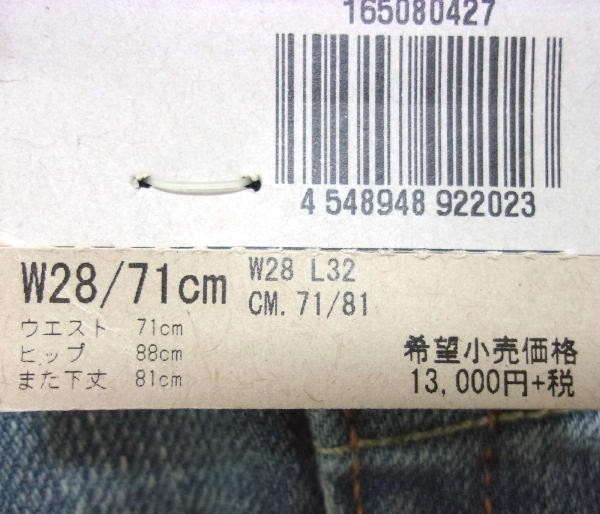 165080427
4 548948 922023
W28/71cm
W28 L32
CM. 71/81
ウエスト 71cm
ヒップ 88cm
また下丈 81cm
希望小売価格
13,000円+税